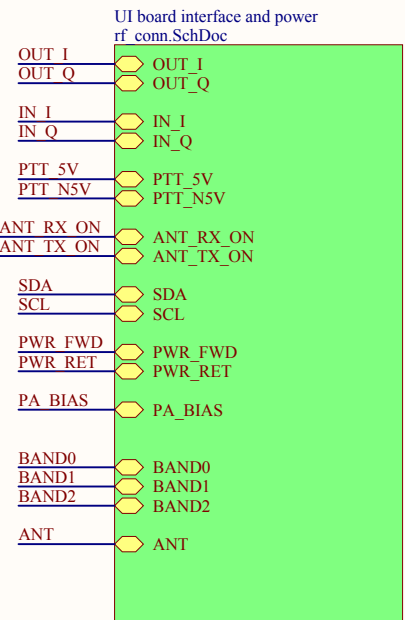 UI board interface and power
rf_conn.SchDoc
OUT_I OUT_I
OUT_Q OUT_Q
IN_I IN_I
IN_Q IN_Q
PTT_5V PTT_5V
PTT_N5V PTT_N5V
ANT_RX_ON ANT_RX_ON
ANT_TX_ON ANT_TX_ON
SDA SDA
SCL SCL
PWR_FWD PWR_FWD
PWR_RET PWR_RET
PA_BIAS PA_BIAS
BAND0 BAND0
BAND1 BAND1
BAND2 BAND2
ANT ANT